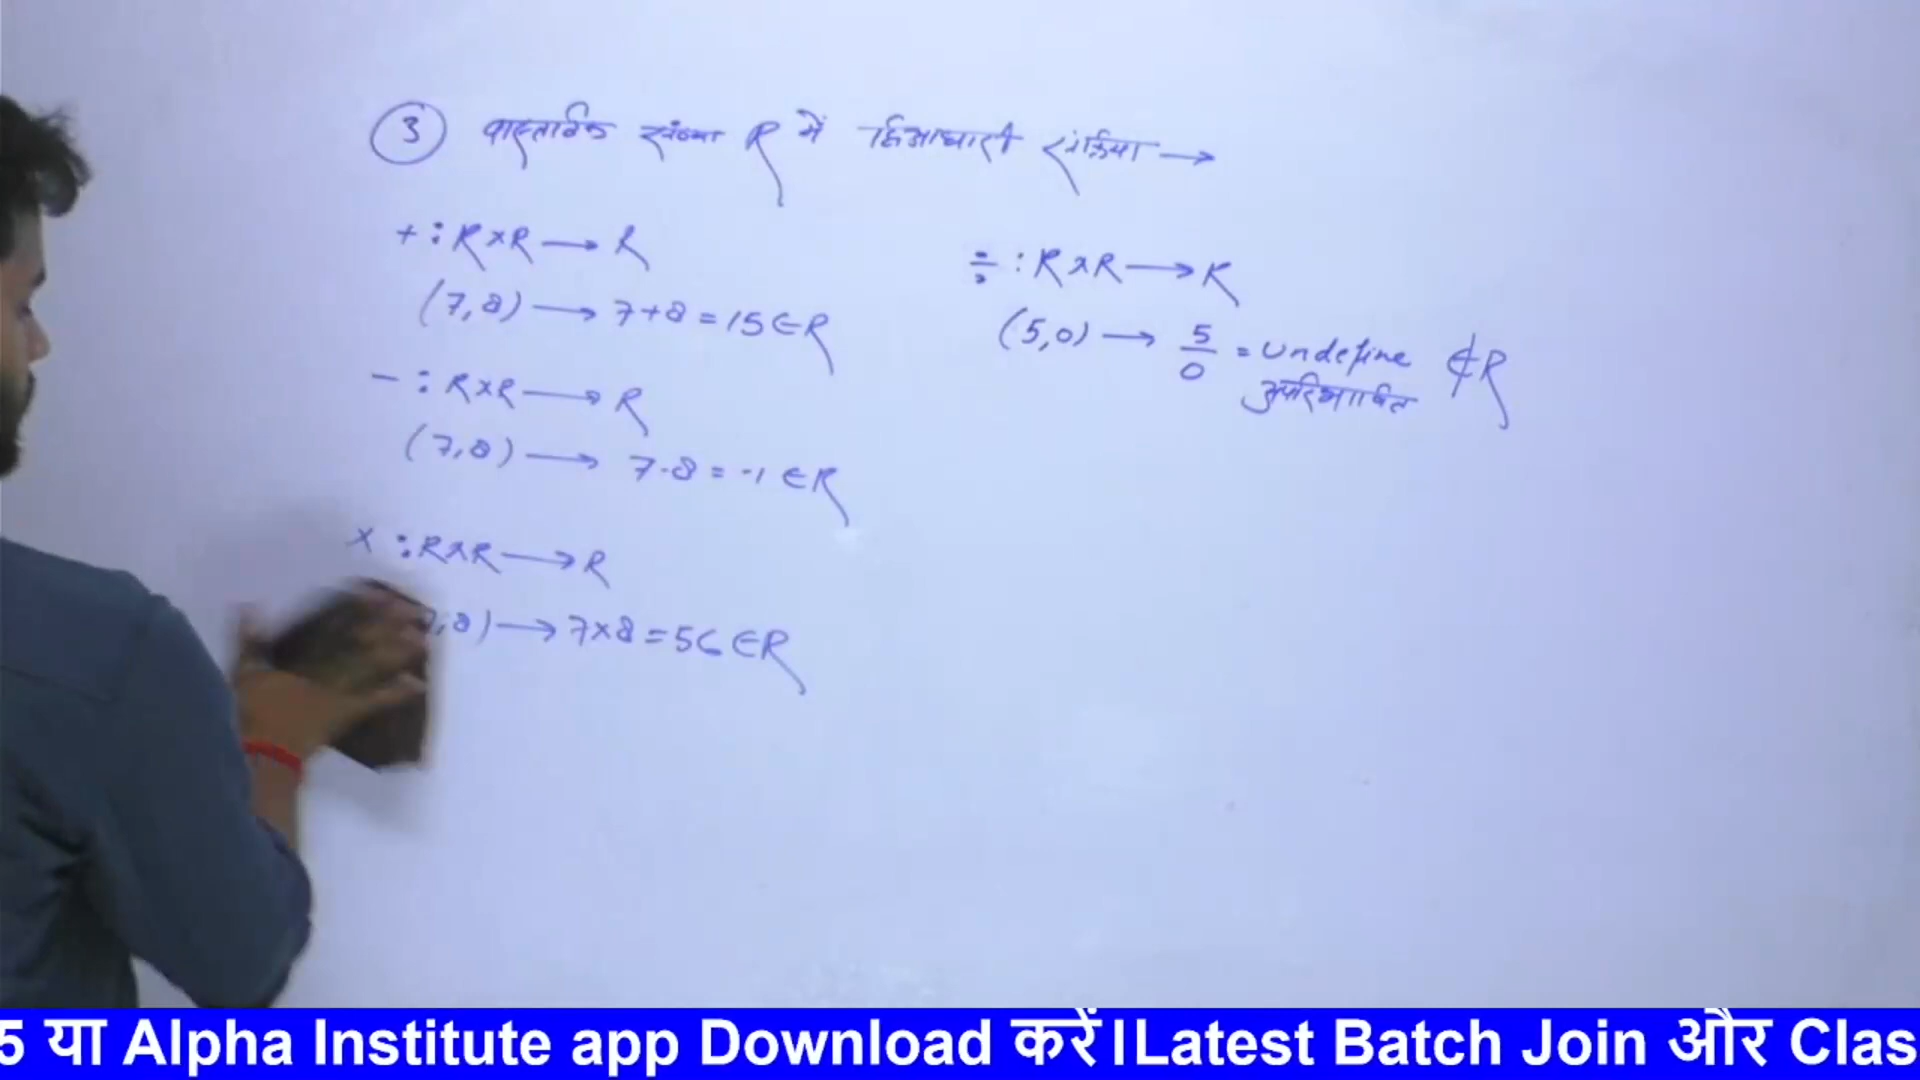 3 वास्तविक संख्या R में द्विआधारी संक्रिया →
+ : R×R → R
(7,8) → 7+8 = 15 ∈ R
- : R×R → R
(7,8) → 7-8 = -1 ∈ R
× : R×R → R
,8) → 7×8 = 56 ∈ R
÷ : R×R → R
(5,0) → 5/0 = undefine ∉ R
अपरिभाषित
5 या Alpha Institute app Download करें।Latest Batch Join और Clas